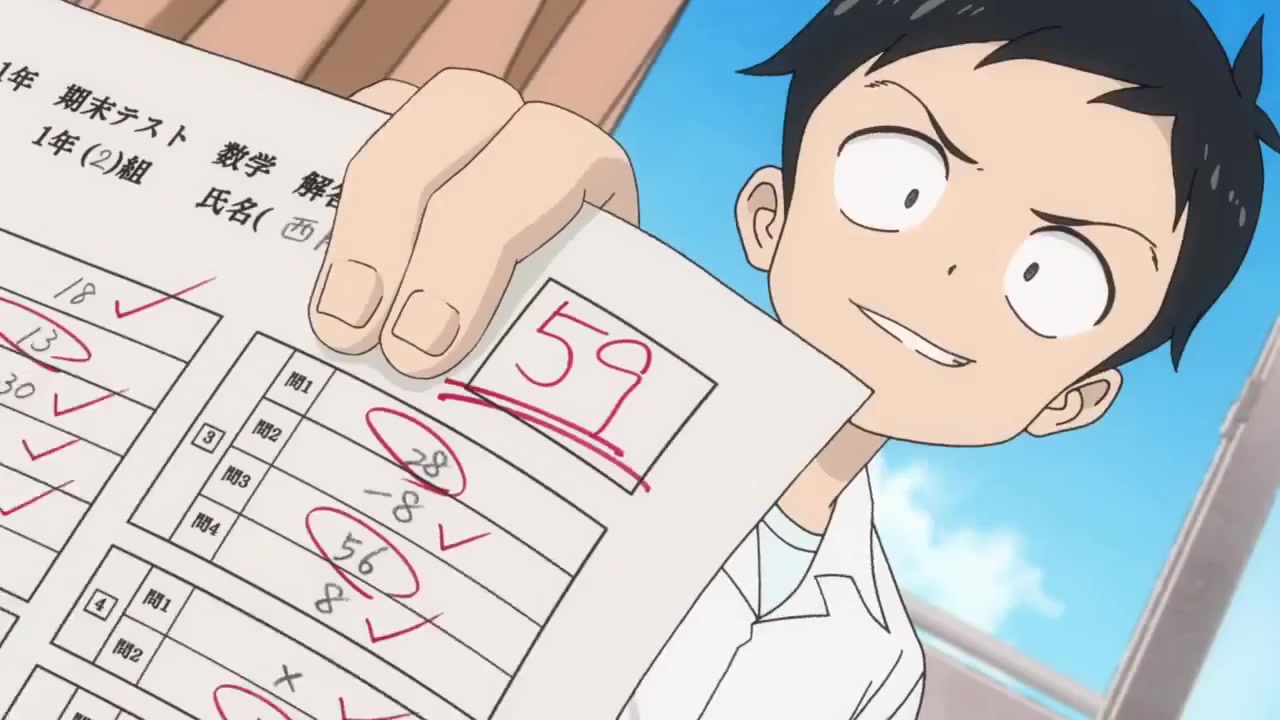 1年 期末テスト 数学 解答
1年(2)組 氏名( 西
59
18
13
30
3
問1 28
問2 -8
問3 56
問4 8
4
問1 x
問2